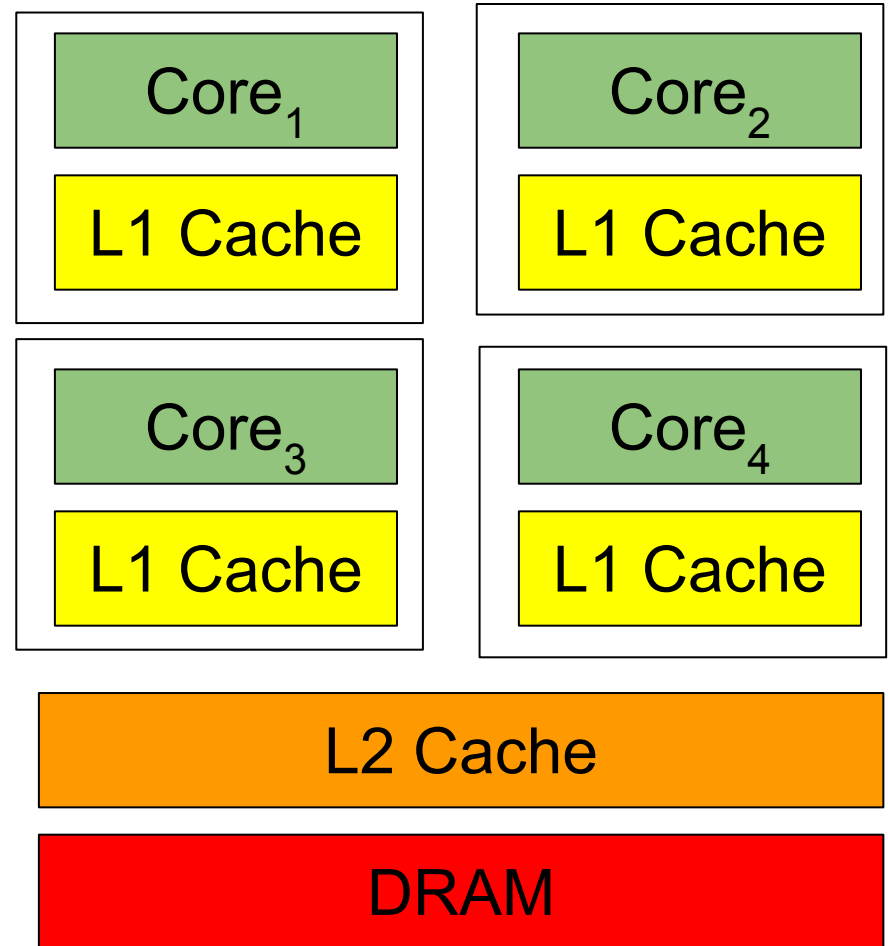 Core₁
Core₂
L1 Cache
L1 Cache
Core₃
Core₄
L1 Cache
L1 Cache
L2 Cache
DRAM